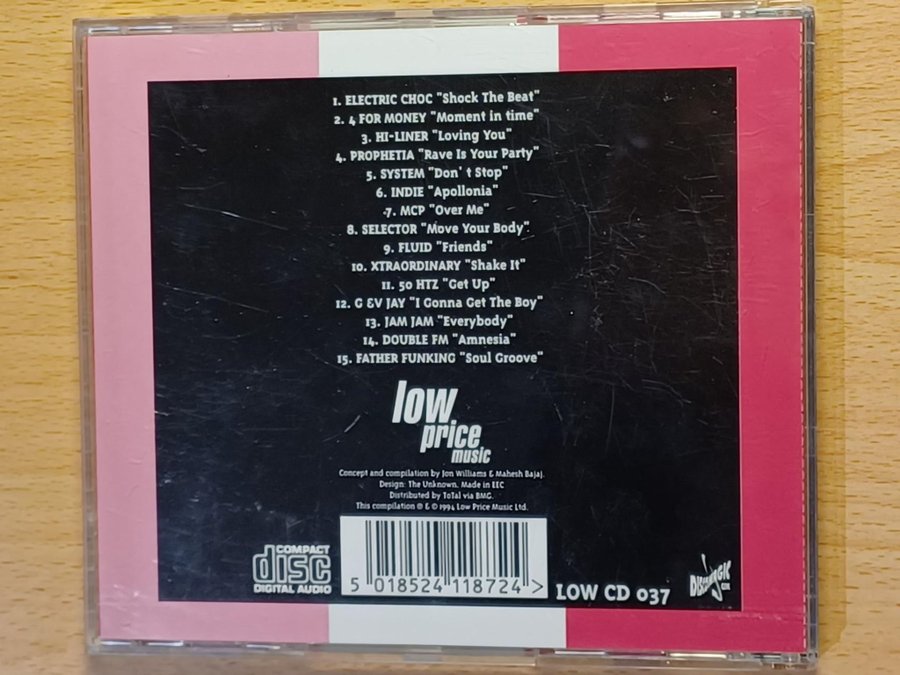 1. ELECTRIC CHOC "Shock The Beat"
2. 4 FOR MONEY "Moment in time"
3. HI-LINER "Loving You"
4. PROPHETIA "Rave Is Your Party"
5. SYSTEM "Don't Stop"
6. INDIE "Apollonia"
7. MCP "Over Me"
8. SELECTOR "Move Your Body"
9. FLUID "Friends"
10. XTRAORDINARY "Shake It"
11. 50 HTZ "Get Up"
12. G EV JAY "I Gonna Get The Boy"
13. JAM JAM "Everybody"
14. DOUBLE FM "Amnesia"
15. FATHER FUNKING "Soul Groove"
low
price
music
Concept and compilation by Jon Williams & Mahesh Bajaj.
Design: The Unknown. Made in EEC
Distributed by ToTal via BMG.
This compilation ℗ & © 1994 Low Price Music Ltd.
COMPACT
disc
DIGITAL AUDIO
5 018524 118724 >
LOW CD 037
DISCOMAGIC
UK